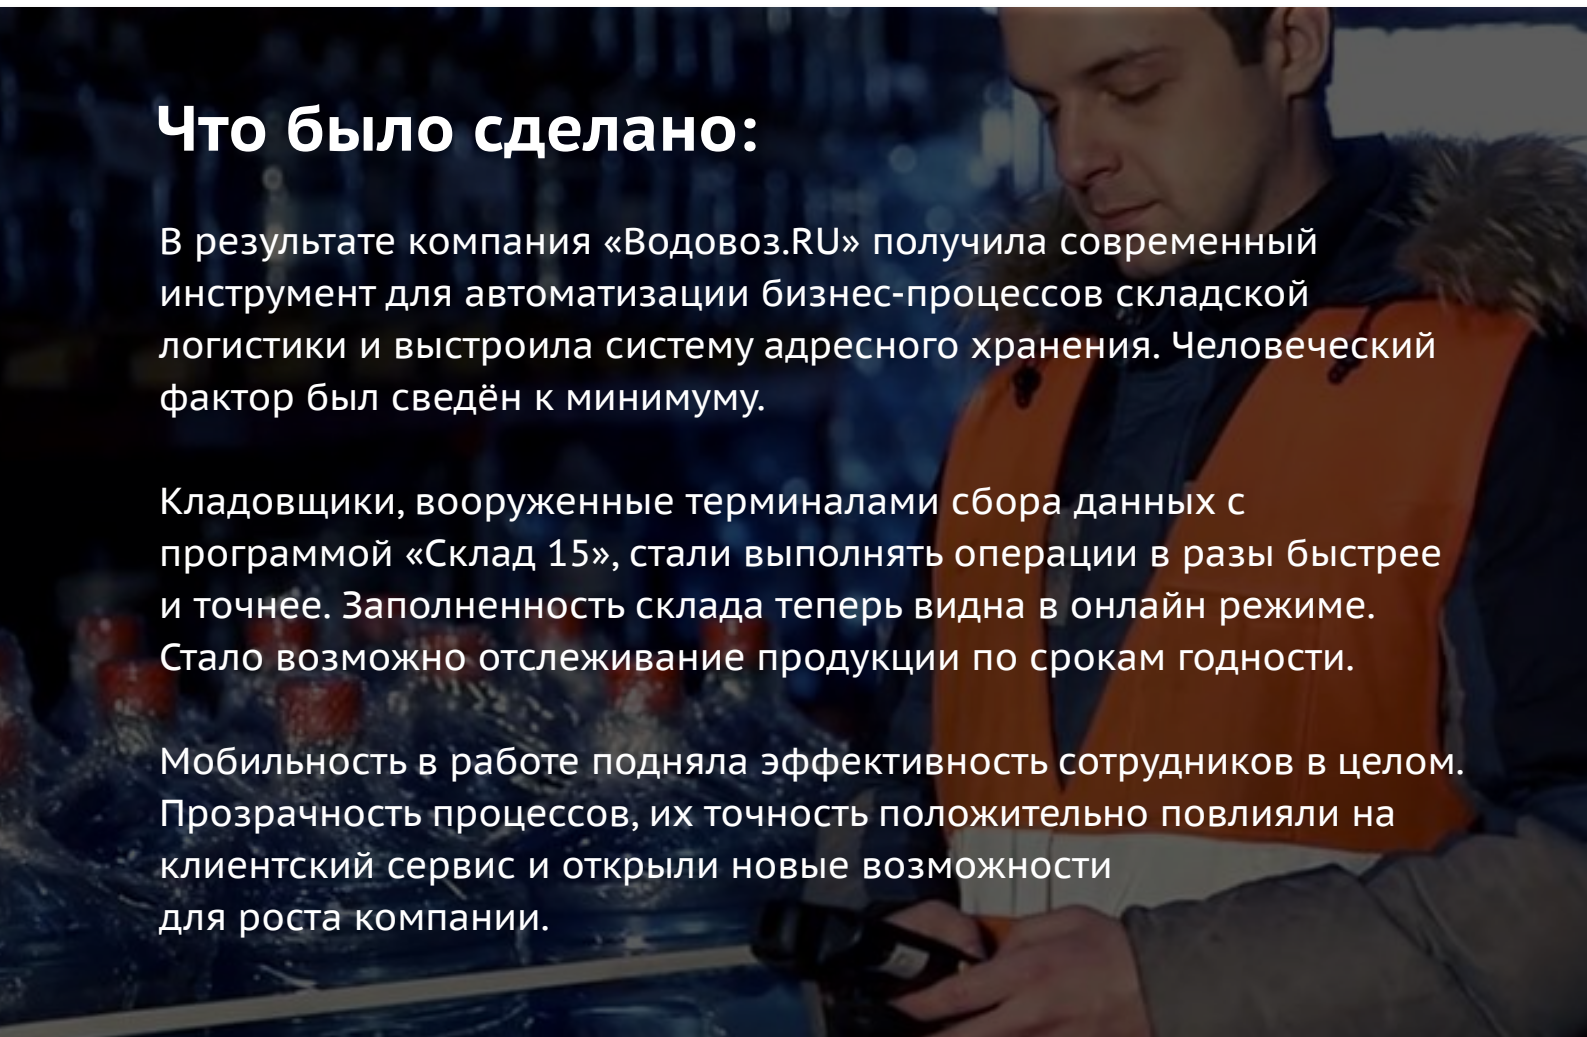 Что было сделано:
В результате компания «Водовоз.RU» получила современный
инструмент для автоматизации бизнес-процессов складской
логистики и выстроила систему адресного хранения. Человеческий
фактор был сведён к минимуму.
Кладовщики, вооруженные терминалами сбора данных с
программой «Склад 15», стали выполнять операции в разы быстрее
и точнее. Заполненность склада теперь видна в онлайн режиме.
Стало возможно отслеживание продукции по срокам годности.
Мобильность в работе подняла эффективность сотрудников в целом.
Прозрачность процессов, их точность положительно повлияли на
клиентский сервис и открыли новые возможности
для роста компании.